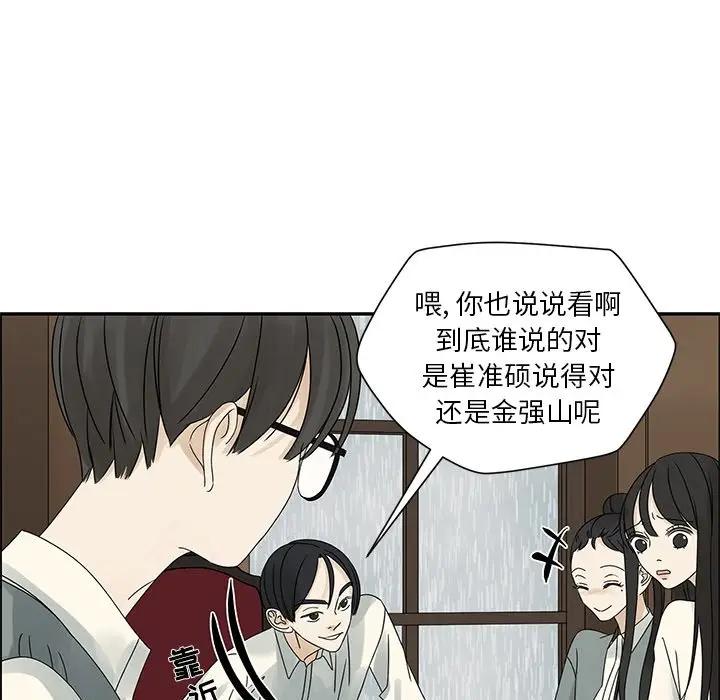 喂, 你也说说看啊
到底谁说的对
是崔准硕说得对
还是金强山呢
靠近